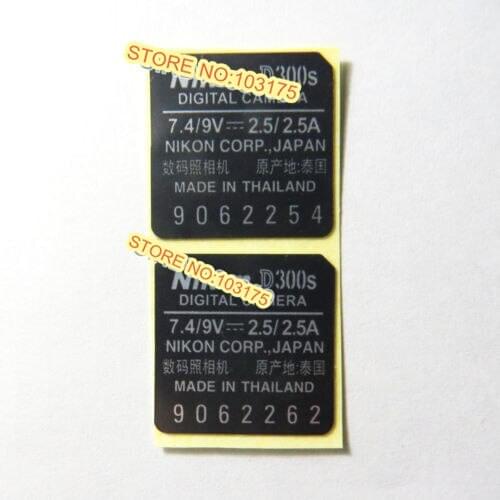 STORE NO:103175
Nikon D300s
DIGITAL CAMERA
7.4/9V 2.5/2.5A
NIKON CORP.,JAPAN
数码照相机 原产地:泰国
MADE IN THAILAND
9062254
STORE NO:103175
Nikon D300s
DIGITAL CAMERA
7.4/9V 2.5/2.5A
NIKON CORP.,JAPAN
数码照相机 原产地:泰国
MADE IN THAILAND
9062262